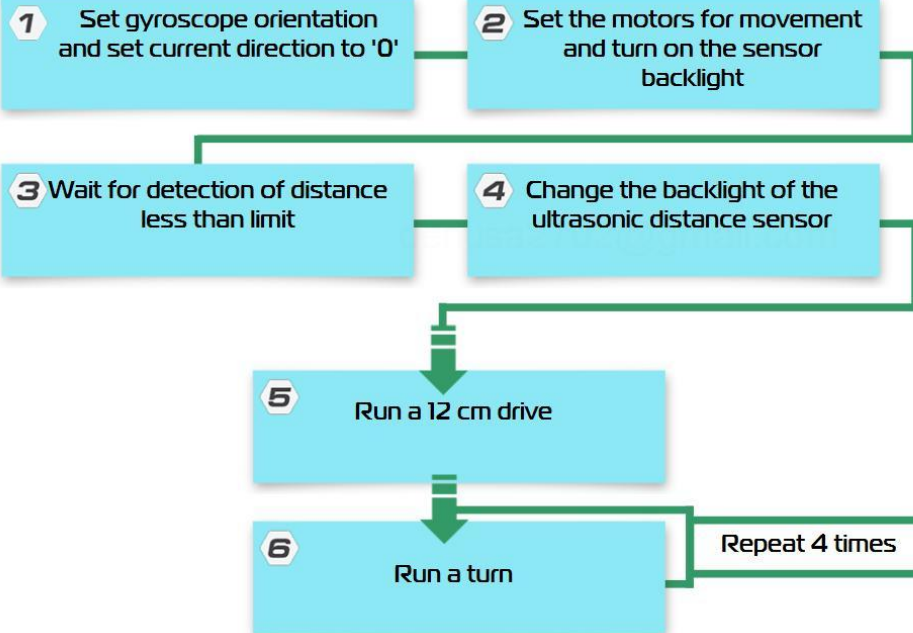 1 Set gyroscope orientation
and set current direction to '0'
2 Set the motors for movement
and turn on the sensor
backlight
3 Wait for detection of distance
less than limit
4 Change the backlight of the
ultrasonic distance sensor
5 Run a 12 cm drive
6 Run a turn
Repeat 4 times